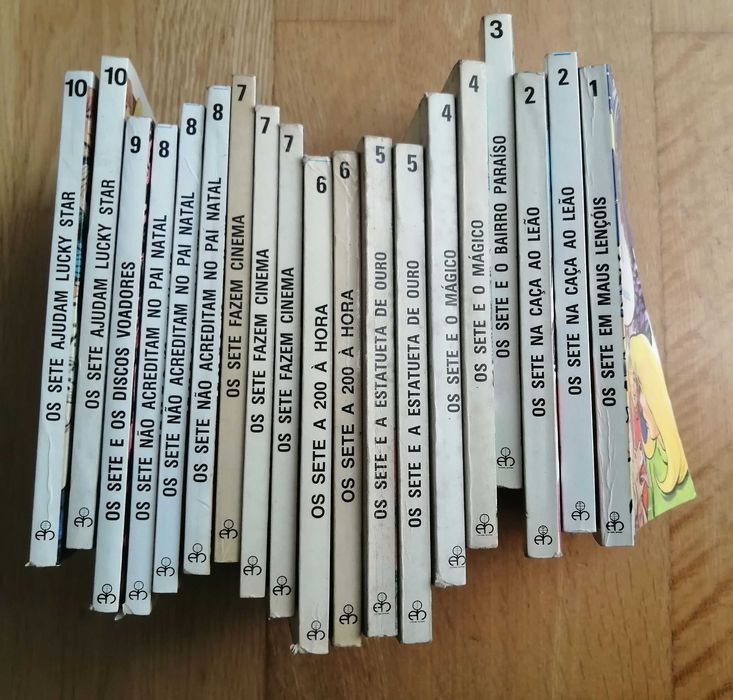 10 OS SETE AJUDAM LUCKY STAR
10 OS SETE AJUDAM LUCKY STAR
9 OS SETE E OS DISCOS VOADORES
8 OS SETE NÃO ACREDITAM NO PAI NATAL
8 OS SETE NÃO ACREDITAM NO PAI NATAL
8 OS SETE NÃO ACREDITAM NO PAI NATAL
7 OS SETE FAZEM CINEMA
7 OS SETE FAZEM CINEMA
7 OS SETE FAZEM CINEMA
6 OS SETE A 200 À HORA
6 OS SETE A 200 À HORA
5 OS SETE E A ESTATUETA DE OURO
5 OS SETE E A ESTATUETA DE OURO
4 OS SETE E O MÁGICO
4 OS SETE E O MÁGICO
3 OS SETE E O BAIRRO PARAÍSO
2 OS SETE NA CAÇA AO LEÃO
2 OS SETE NA CAÇA AO LEÃO
1 OS SETE EM MAUS LENÇÓIS